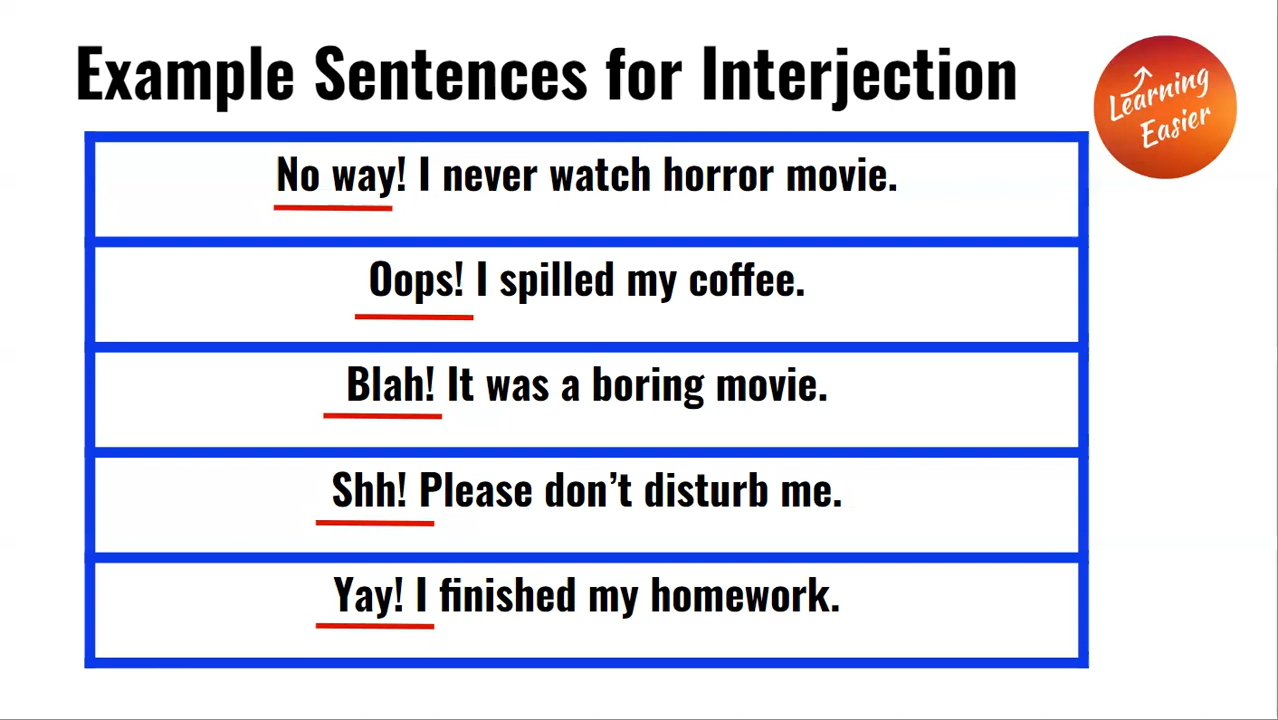 Example Sentences for Interjection
Learning
Easier
No way! I never watch horror movie.
Oops! I spilled my coffee.
Blah! It was a boring movie.
Shh! Please don’t disturb me.
Yay! I finished my homework.